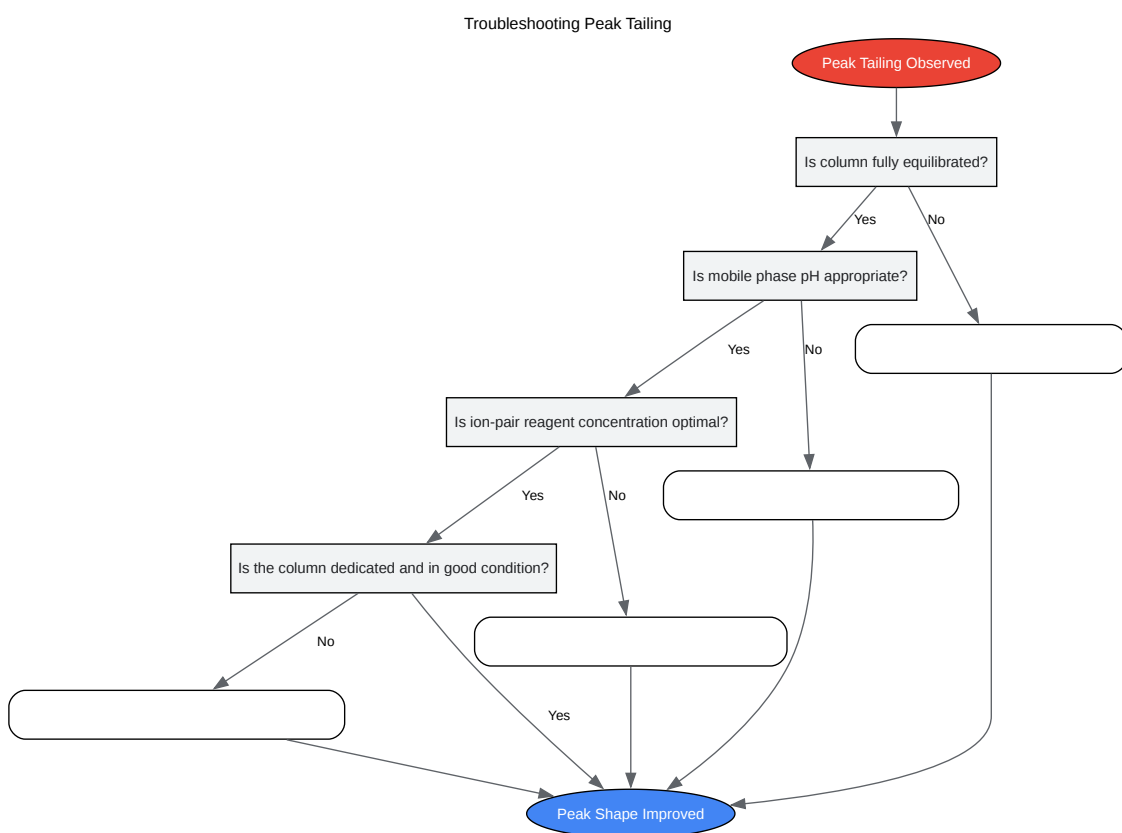 Troubleshooting Peak Tailing
Peak Tailing Observed
Is column fully equilibrated?
Yes
No
Is mobile phase pH appropriate?
Yes
No
Is ion-pair reagent concentration optimal?
Yes
No
Is the column dedicated and in good condition?
No
Yes
Peak Shape Improved